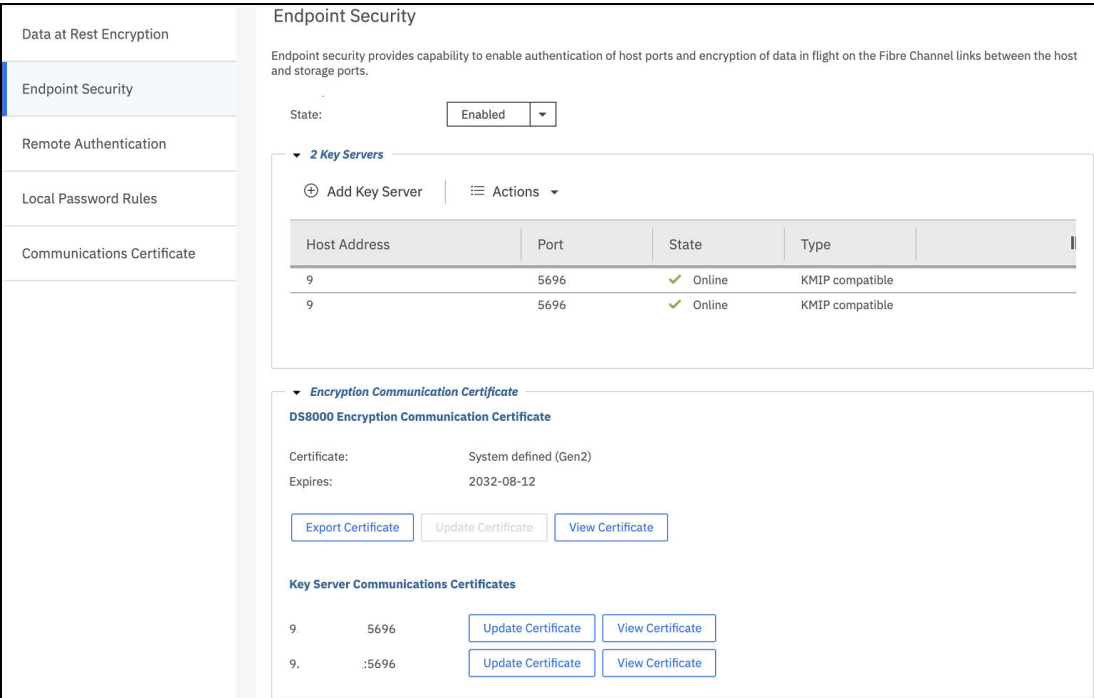 Data at Rest Encryption
Endpoint Security
Remote Authentication
Local Password Rules
Communications Certificate
Endpoint Security
Endpoint security provides capability to enable authentication of host ports and encryption of data in flight on the Fibre Channel links between the host
and storage ports.
State: Enabled
2 Key Servers
Add Key Server Actions
Host Address Port State Type
9 5696 Online KMIP compatible
9 5696 Online KMIP compatible
Encryption Communication Certificate
DS8000 Encryption Communication Certificate
Certificate: System defined (Gen2)
Expires: 2032-08-12
Export Certificate Update Certificate View Certificate
Key Server Communications Certificates
9. 5696 Update Certificate View Certificate
9. :5696 Update Certificate View Certificate